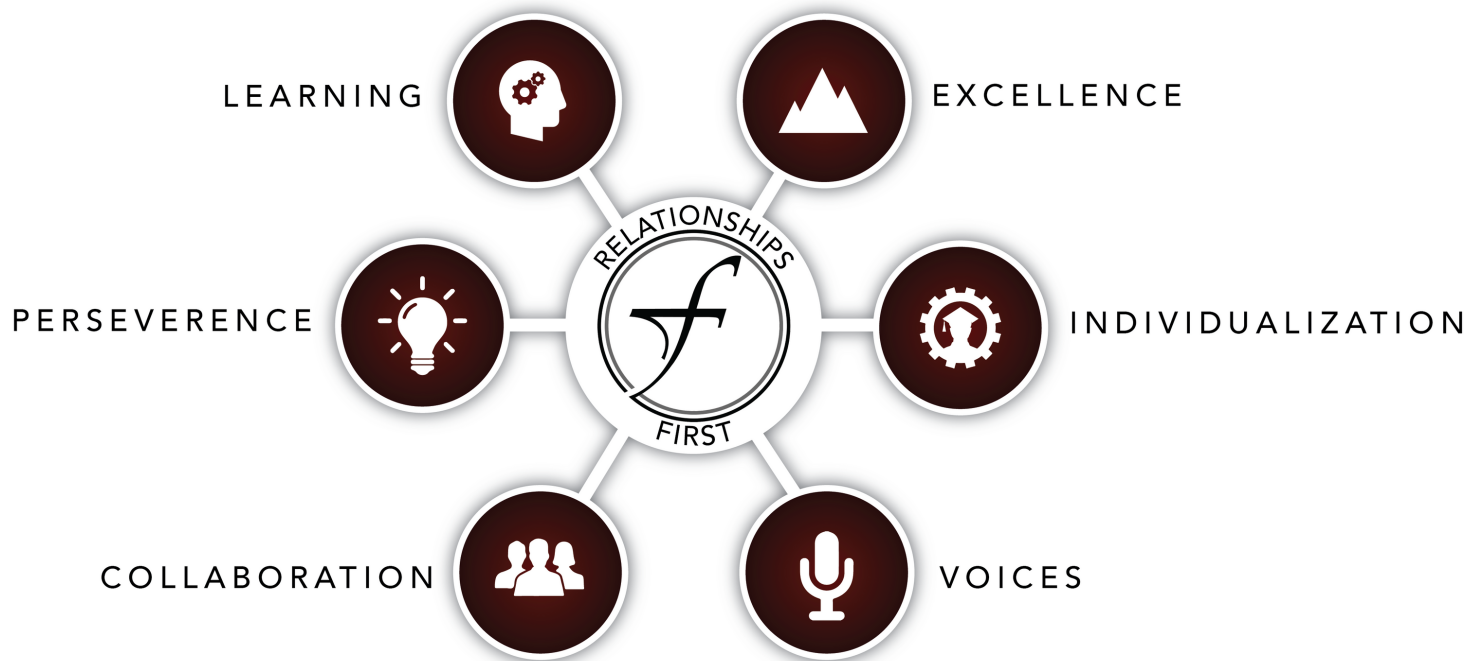 LEARNING
EXCELLENCE
RELATIONSHIPS
f
PERSEVERENCE
INDIVIDUALIZATION
FIRST
COLLABORATION
VOICES